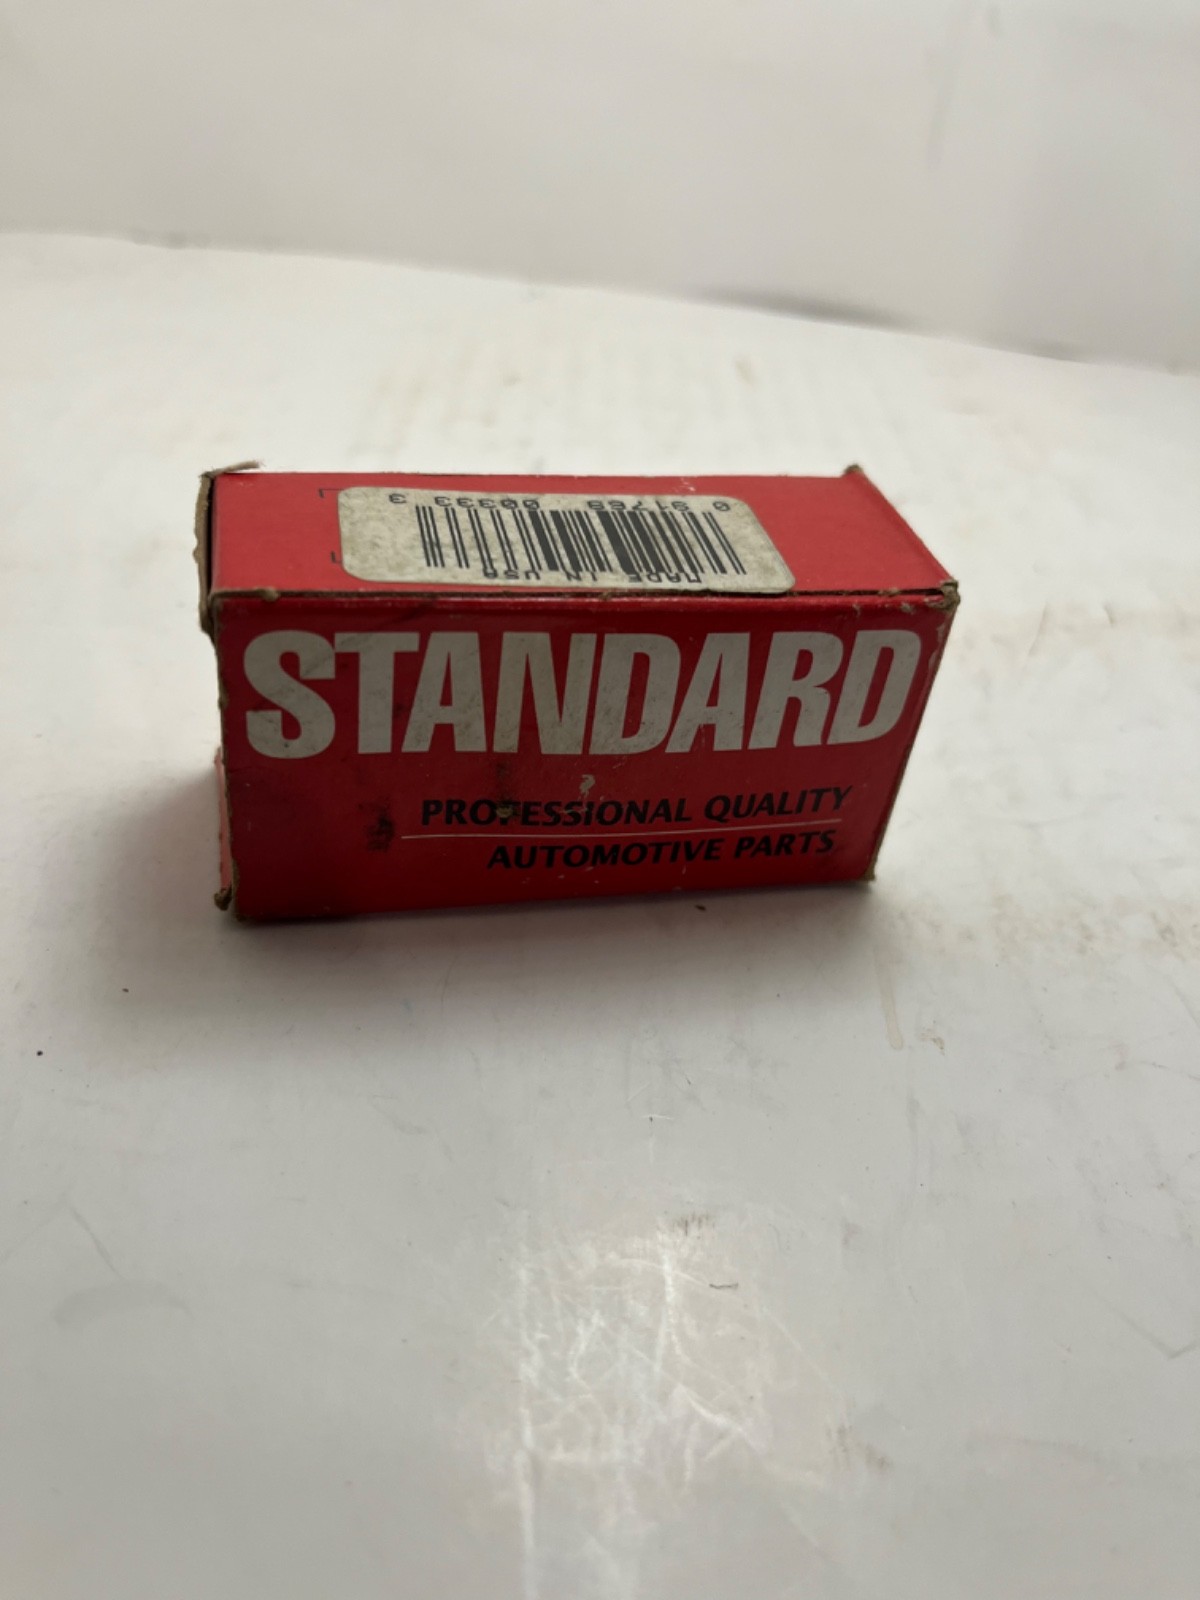 0 91769 00333 3
MADE IN USA
STANDARD
PROFESSIONAL QUALITY
AUTOMOTIVE PARTS